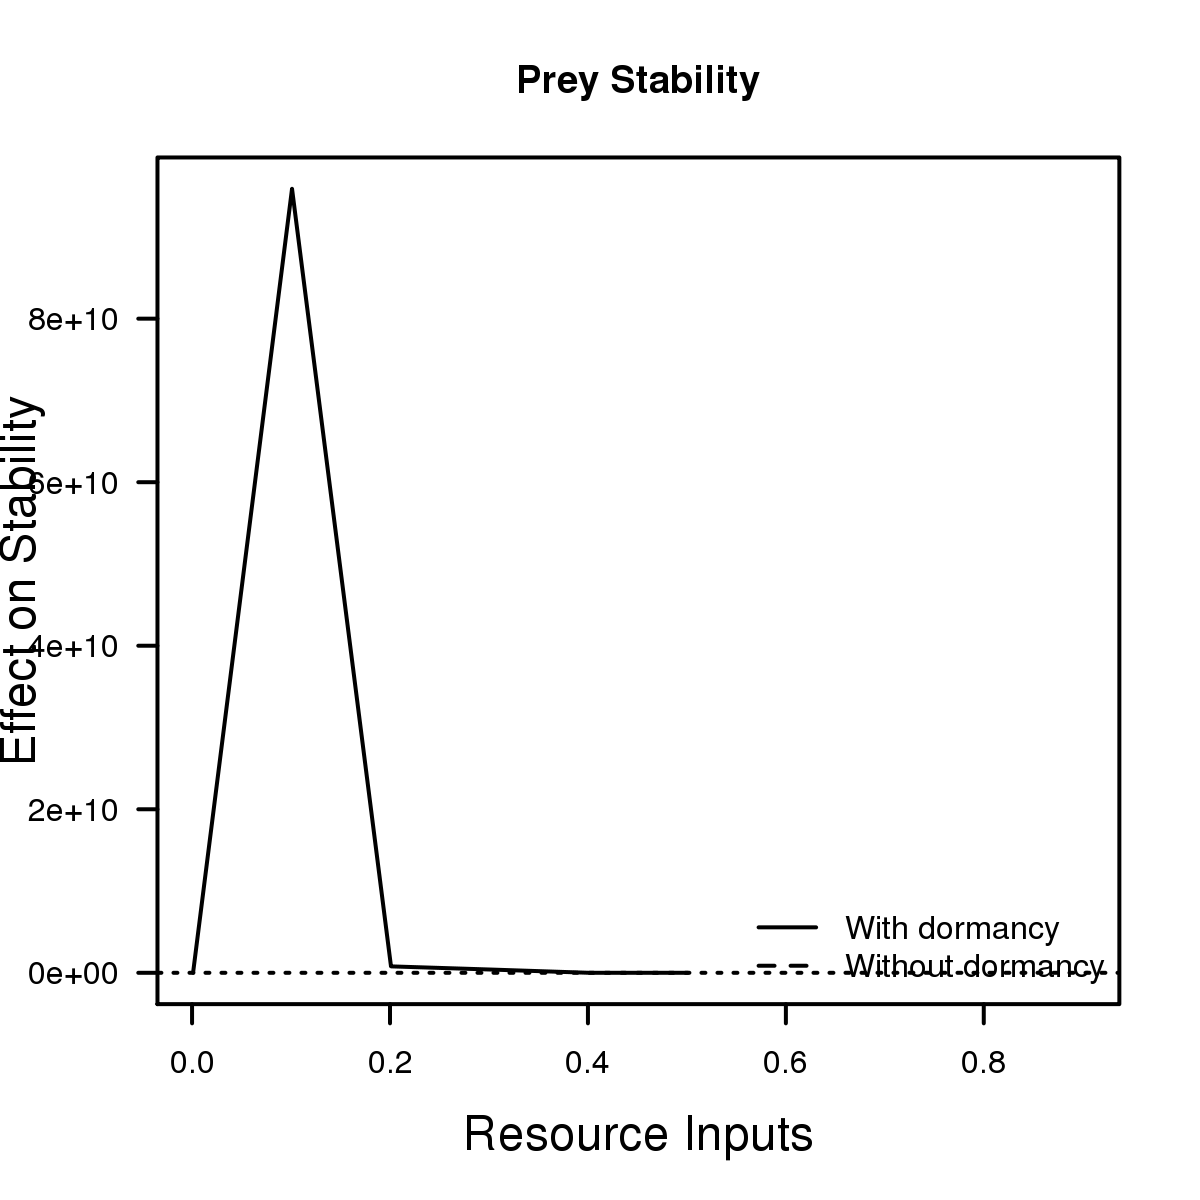 Prey Stability
Effect on Stability
8e+10
6e+10
4e+10
2e+10
0e+00
With dormancy
Without dormancy
0.0 0.2 0.4 0.6 0.8
Resource Inputs